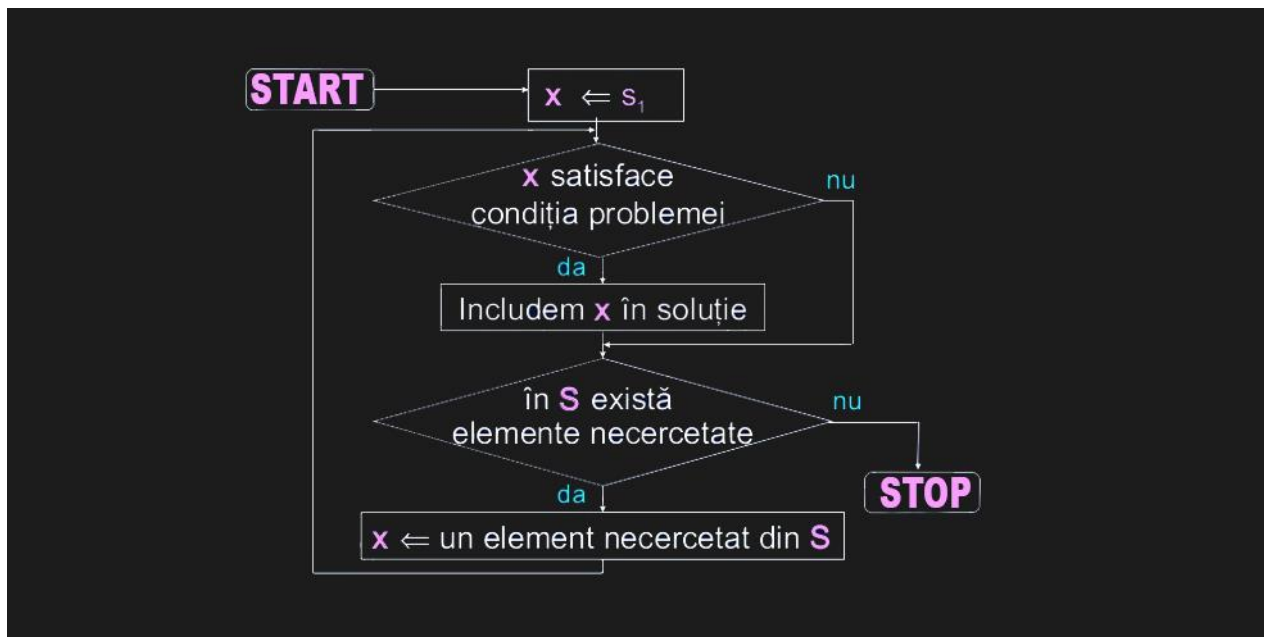 START
x ⇐ s₁
x satisface
condiția problemei
nu
da
Includem x în soluție
în S există
elemente necercetate
nu
da
STOP
x ⇐ un element necercetat din S